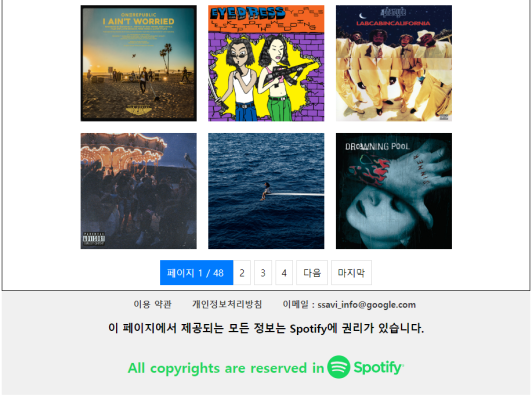 ONEREPUBLIC
I AIN'T WORRIED
LABCABINCALIFORNIA
DROWNING POOL
SINNER
페이지 1 / 48 2 3 4 다음 마지막
이용 약관 개인정보처리방침 이메일 : ssavi_info@google.com
이 페이지에서 제공되는 모든 정보는 Spotify에 권리가 있습니다.
All copyrights are reserved in Spotify